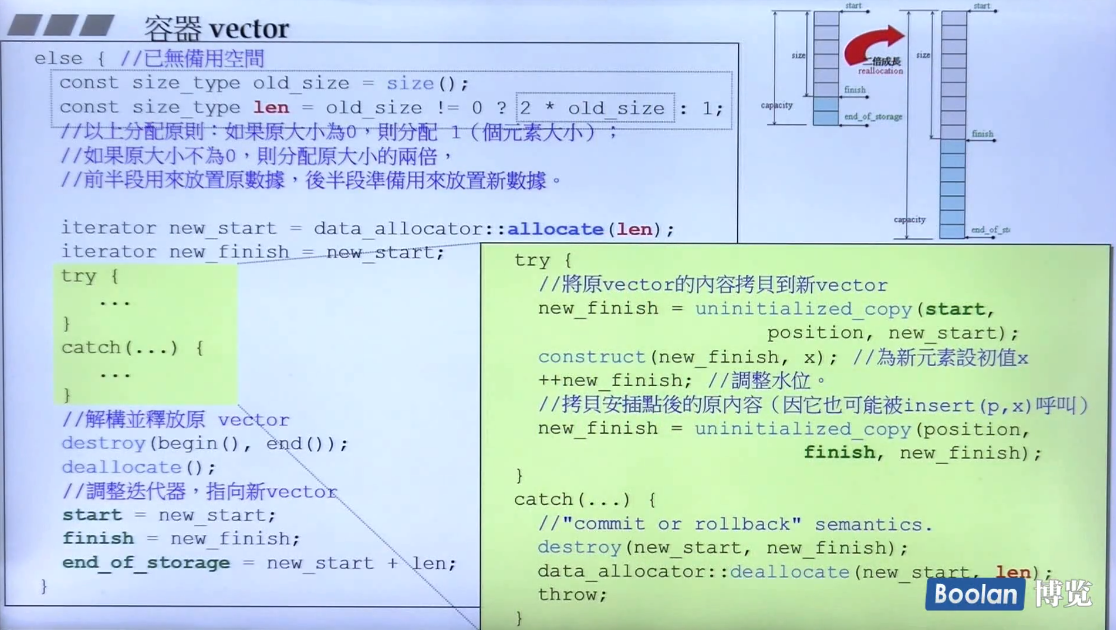 容器 vector
else { //已無備用空間
const size_type old_size = size();
const size_type len = old_size != 0 ? 2 * old_size : 1;
//以上分配原則：如果原大小為0，則分配 1（個元素大小）；
//如果原大小不為0，則分配原大小的兩倍，
//前半段用來放置原數據，後半段準備用來放置新數據。
iterator new_start = data_allocator::allocate(len);
iterator new_finish = new_start;
try {
...
}
catch(...) {
...
}
//解構並釋放原 vector
destroy(begin(), end());
deallocate();
//調整迭代器，指向新vector
start = new_start;
finish = new_finish;
end_of_storage = new_start + len;
}
try {
//將原vector的內容拷貝到新vector
new_finish = uninitialized_copy(start,
position, new_start);
construct(new_finish, x); //為新元素設初值x
++new_finish; //調整水位。
//拷貝安插點後的原內容（因它也可能被insert(p,x)呼叫）
new_finish = uninitialized_copy(position,
finish, new_finish);
}
catch(...) {
//"commit or rollback" semantics.
destroy(new_start, new_finish);
data_allocator::deallocate(new_start, len);
throw;
}
start
size
capacity
finish
end_of_storage
二倍成長
reallocation
start
size
finish
capacity
end_of_st
Boolan 博览